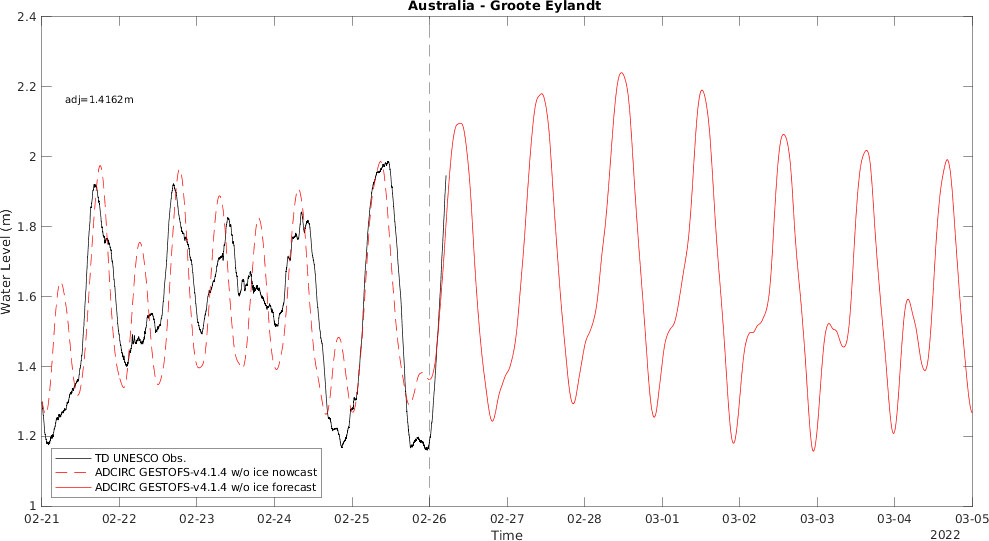 Australia - Groote Eylandt
2.4
2.2
2
1.8
1.6
1.4
1.2
1
Water Level (m)
adj=1.4162m
TD UNESCO Obs.
ADCIRC GESTOFS-v4.1.4 w/o ice nowcast
ADCIRC GESTOFS-v4.1.4 w/o ice forecast
02-21 02-22 02-23 02-24 02-25 02-26 02-27 02-28 03-01 03-02 03-03 03-04 03-05
Time
2022